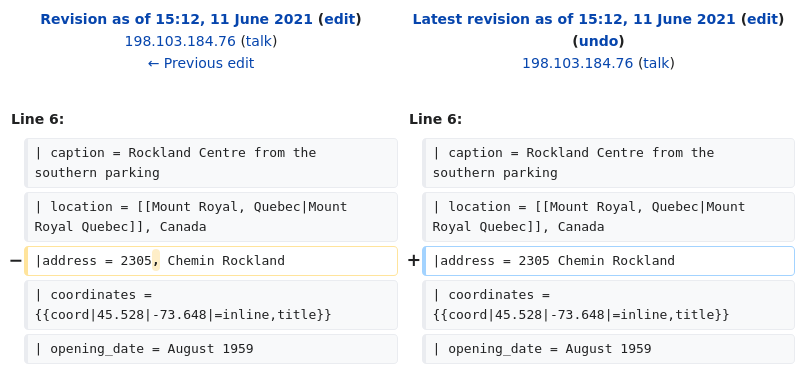 Revision as of 15:12, 11 June 2021 (edit)
198.103.184.76 (talk)
← Previous edit
Latest revision as of 15:12, 11 June 2021 (edit)
(undo)
198.103.184.76 (talk)
Line 6:
Line 6:
| caption = Rockland Centre from the
southern parking
| caption = Rockland Centre from the
southern parking
| location = [[Mount Royal, Quebec|Mount
Royal Quebec]], Canada
| location = [[Mount Royal, Quebec|Mount
Royal Quebec]], Canada
− |address = 2305, Chemin Rockland
+ |address = 2305 Chemin Rockland
| coordinates =
{{coord|45.528|-73.648|=inline,title}}
| coordinates =
{{coord|45.528|-73.648|=inline,title}}
| opening_date = August 1959
| opening_date = August 1959